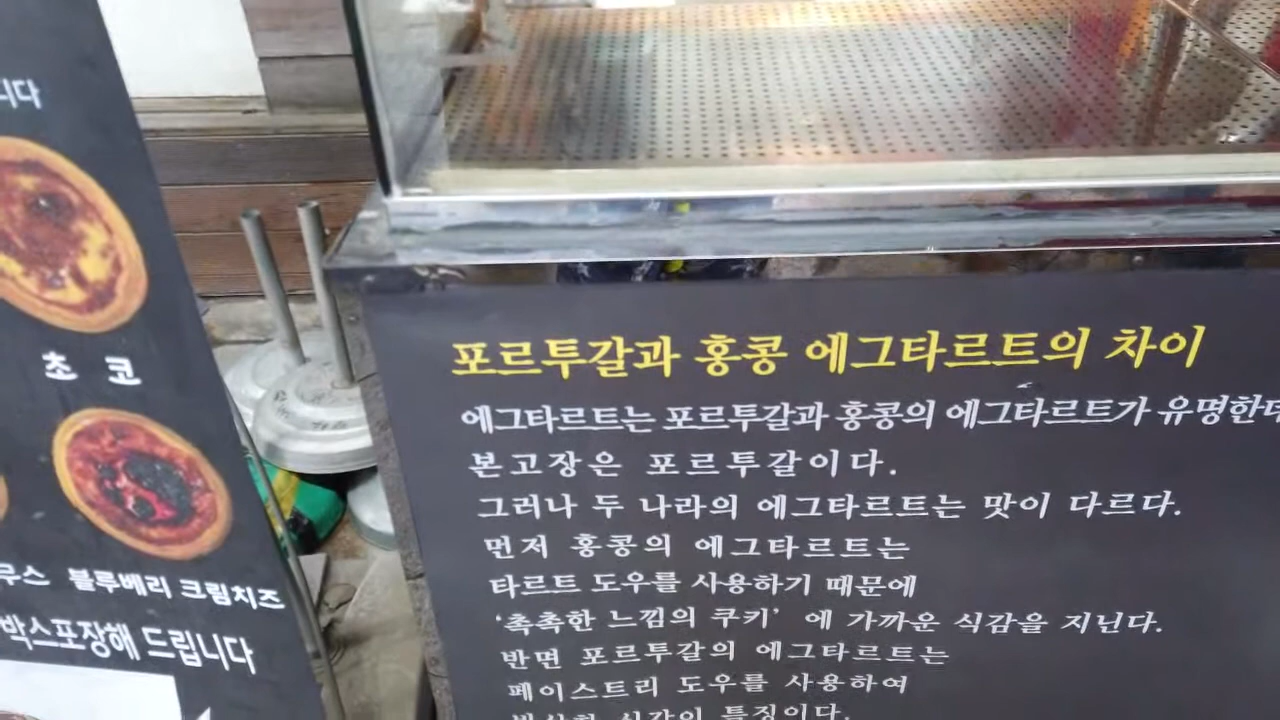 니다
초 코
무스 블루베리 크림치즈
박스포장해 드립니다
포르투갈과 홍콩 에그타르트의 차이
에그타르트는 포르투갈과 홍콩의 에그타르트가 유명한데
본고장은 포르투갈이다.
그러나 두 나라의 에그타르트는 맛이 다르다.
먼저 홍콩의 에그타르트는
타르트 도우를 사용하기 때문에
‘촉촉한 느낌의 쿠키’ 에 가까운 식감을 지닌다.
반면 포르투갈의 에그타르트는
페이스트리 도우를 사용하여
식감의 특징이다.